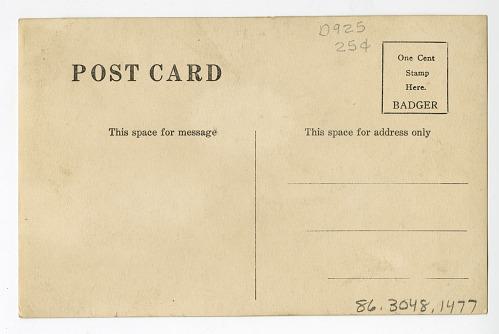 D925
25¢
One Cent
Stamp
Here.
BADGER
POST CARD
This space for message
This space for address only
86.3048.1477